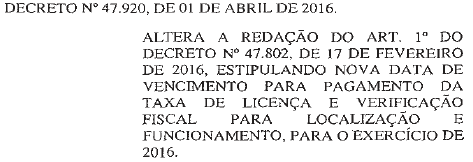 DECRETO Nº 47.920, DE 01 DE ABRIL DE 2016.
ALTERA A REDAÇÃO DO ART. 1º DO
DECRETO Nº 47.802, DE 17 DE FEVEREIRO
DE 2016, ESTIPULANDO NOVA DATA DE
VENCIMENTO PARA PAGAMENTO DA
TAXA DE LICENÇA E VERIFICAÇÃO
FISCAL PARA LOCALIZAÇÃO E
FUNCIONAMENTO, PARA O EXERCÍCIO DE
2016.